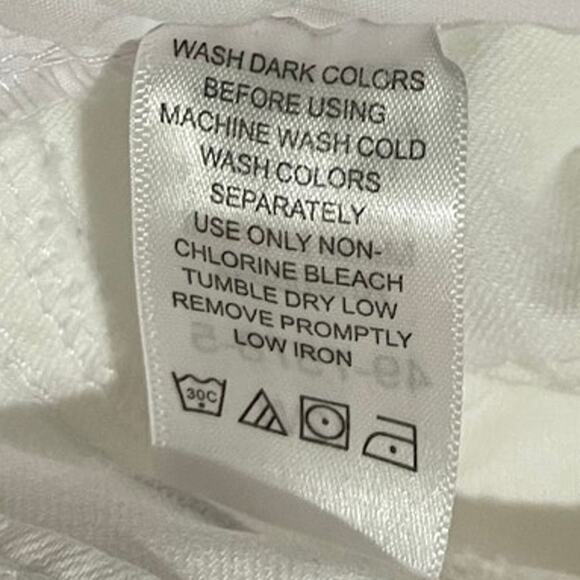 WASH DARK COLORS
BEFORE USING
MACHINE WASH COLD
WASH COLORS
SEPARATELY
USE ONLY NON-
CHLORINE BLEACH
TUMBLE DRY LOW
REMOVE PROMPTLY
LOW IRON
30C